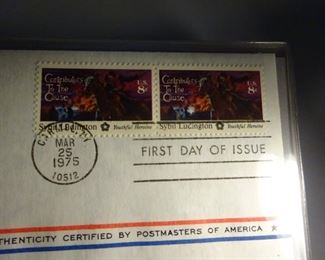 Contributors
To The
Cause...
U.S.
8c
Sybil Ludington Youthful Heroine
Contributors
To The
Cause...
U.S.
8c
Sybil Ludington Youthful Heroine
MAR
25
1975
10512
FIRST DAY OF ISSUE
THENTICITY CERTIFIED BY POSTMASTERS OF AMERICA